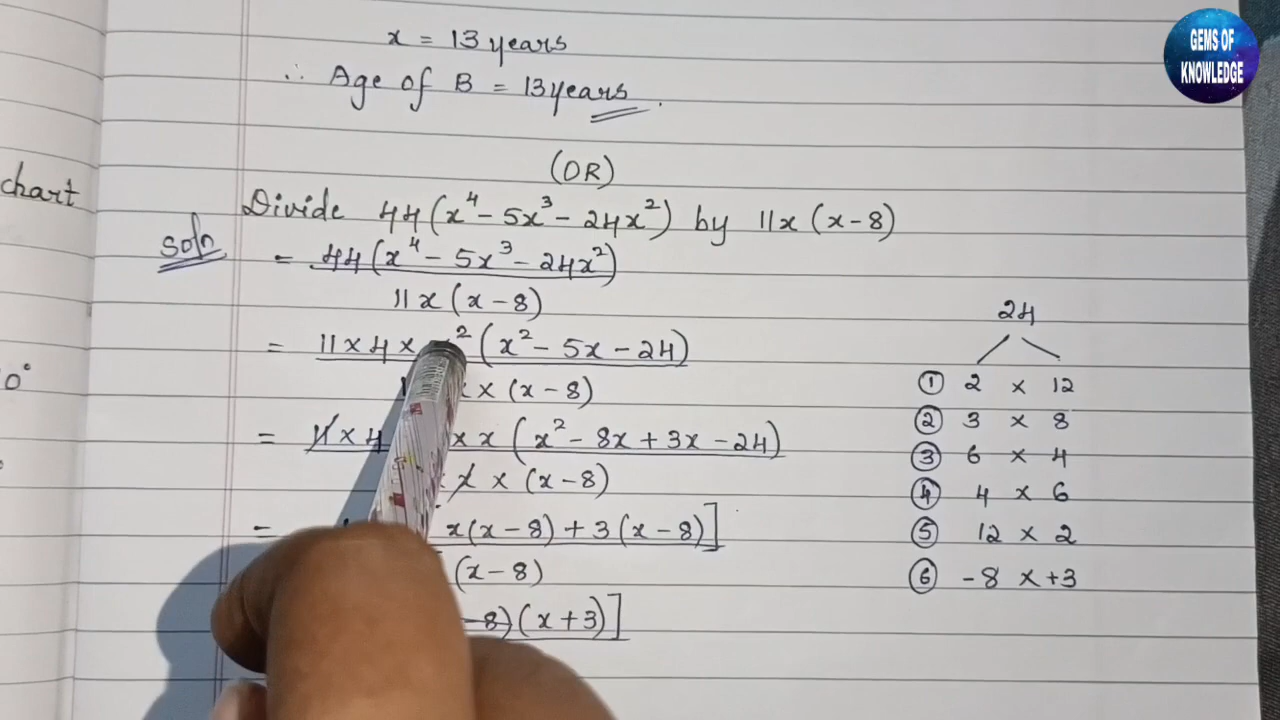 GEMS OF
KNOWLEDGE
x = 13 years
∴ Age of B = 13 years.
(OR)
chart
Divide 44(x⁴ - 5x³ - 24x²) by 11x(x-8)
Soln
= 44(x⁴ - 5x³ - 24x²)
11x(x-8)
= 11 × 4 × ² (x² - 5x - 24)
× (x-8)
= 11 × 4 × x (x² - 8x + 3x - 24)
x × (x-8)
= x(x-8) + 3(x-8)]
(x-8)
-8)(x+3)]
0°
24
① 2 × 12
② 3 × 8
③ 6 × 4
④ 4 × 6
⑤ 12 × 2
⑥ -8 × +3